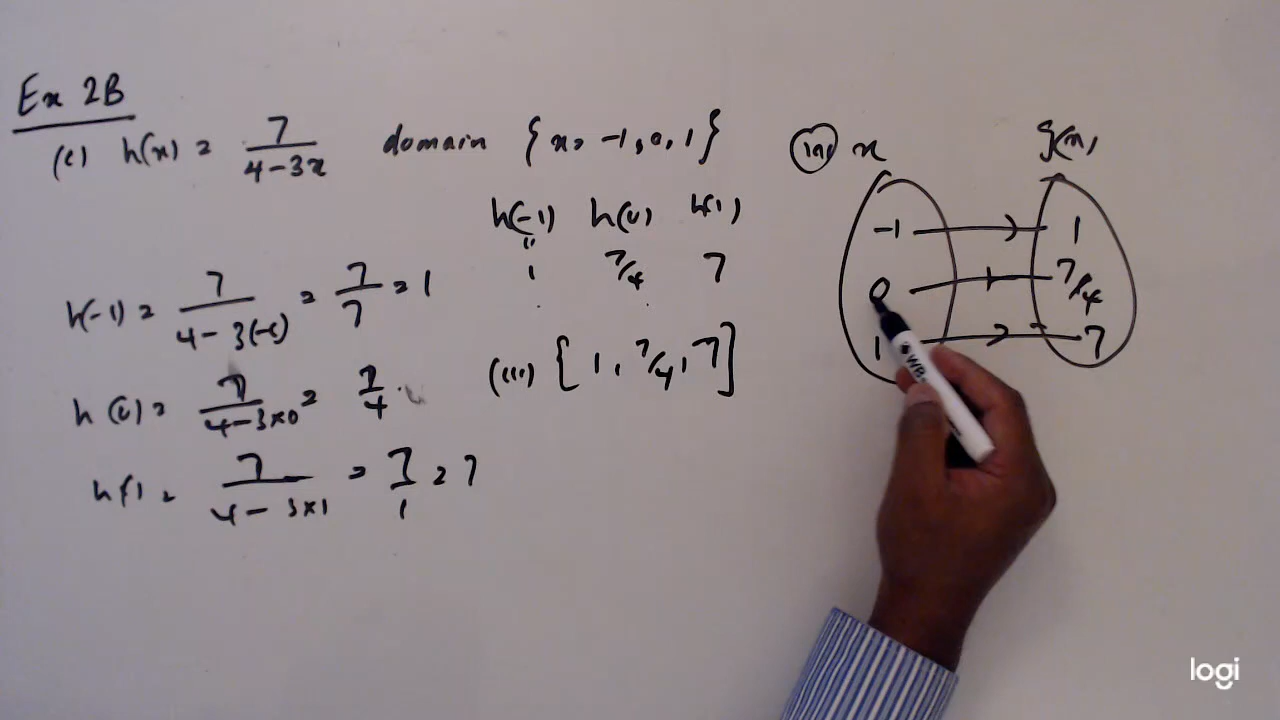 Ex 2B
(c) h(x) = 7/(4-3x) domain {x = -1, 0, 1}
h(-1) h(0) h(1)
" 1 7/4 7
h(-1) = 7/(4-3(-1)) = 7/7 = 1
(iii) [1, 7/4, 7]
h(0) = 7/(4-3×0) = 7/4
h(1 = 7/(4-3×1) = 7/1 = 7
x g(x)
-1 1
0 7/4
1 7
WB
logi